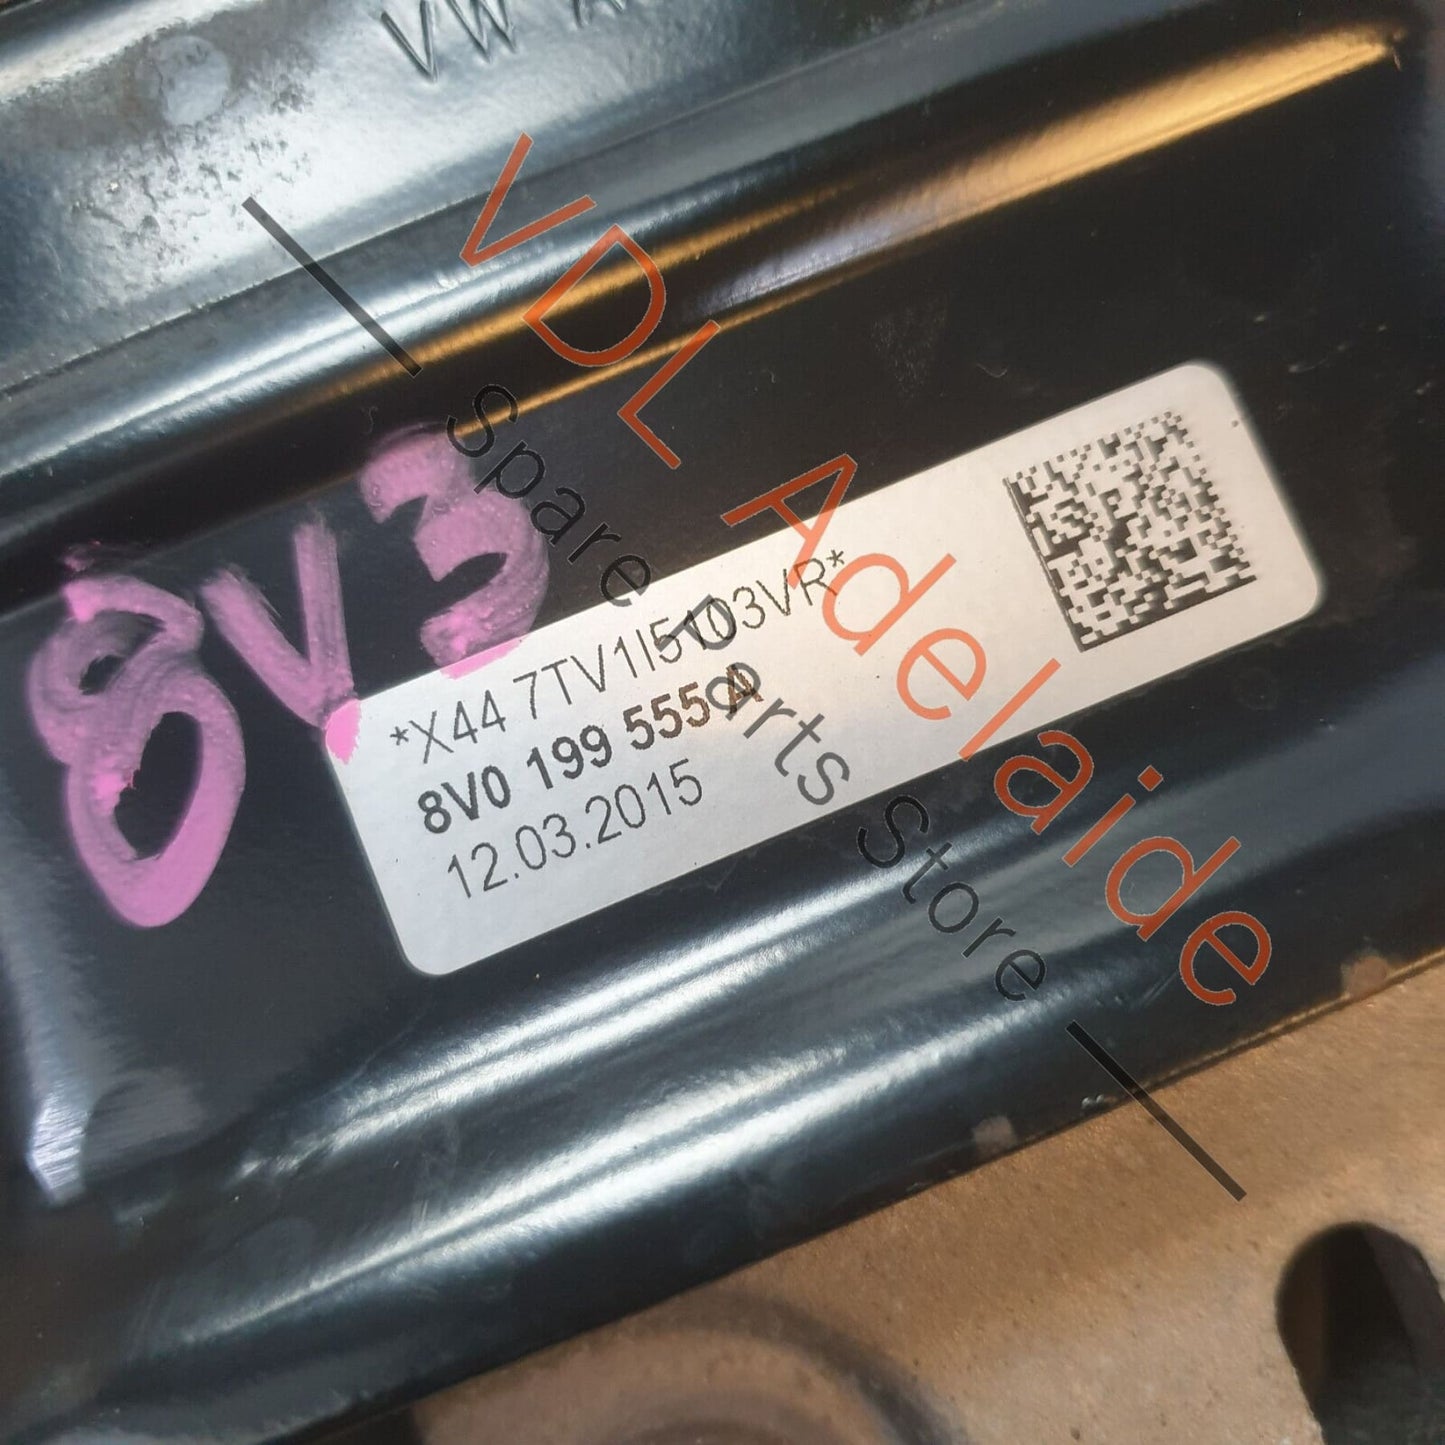 VW
8V3
*X44 7TV1I5103VR*
8V0 199 555 A
12.03.2015
VDL Adelaide
Spare Parts Store